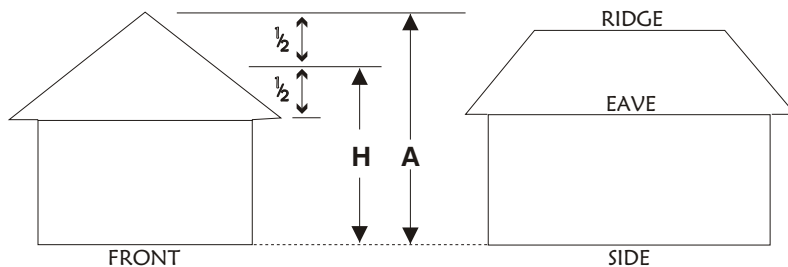 RIDGE
1/2
1/2
EAVE
H
A
FRONT
SIDE